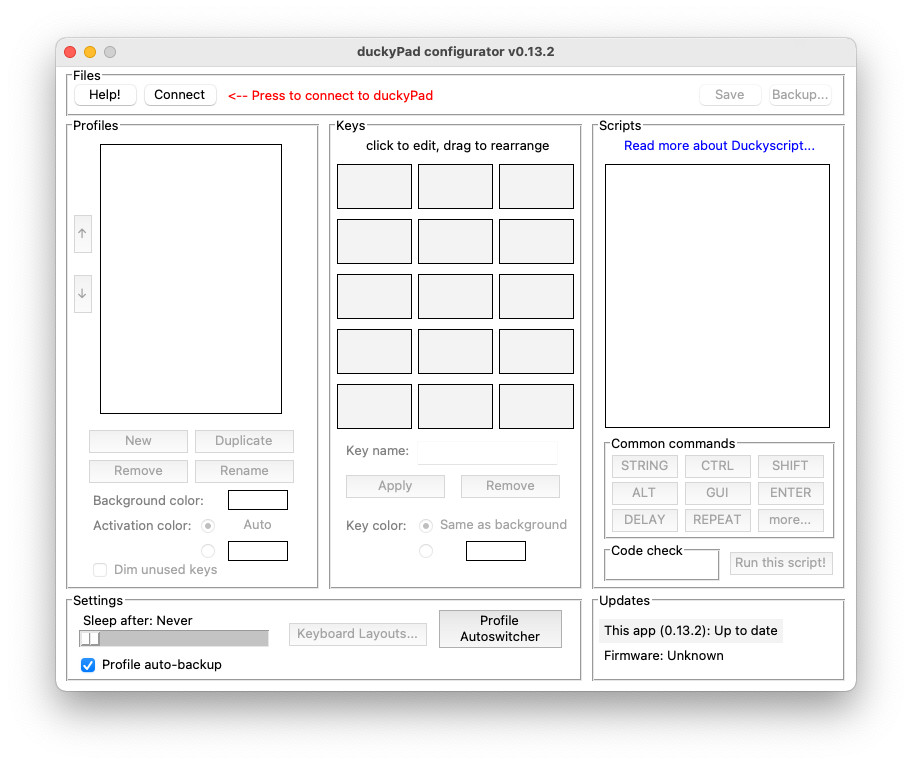 duckyPad configurator v0.13.2
Files
Help!
Connect
<-- Press to connect to duckyPad
Save
Backup...
Profiles
↑
↓
New
Duplicate
Remove
Rename
Background color:
Activation color:
Auto
Dim unused keys
Keys
click to edit, drag to rearrange
Key name:
Apply
Remove
Key color:
Same as background
Scripts
Read more about Duckyscript...
Common commands
STRING
CTRL
SHIFT
ALT
GUI
ENTER
DELAY
REPEAT
more...
Code check
Run this script!
Settings
Sleep after: Never
Keyboard Layouts...
Profile
Autoswitcher
Profile auto-backup
Updates
This app (0.13.2): Up to date
Firmware: Unknown